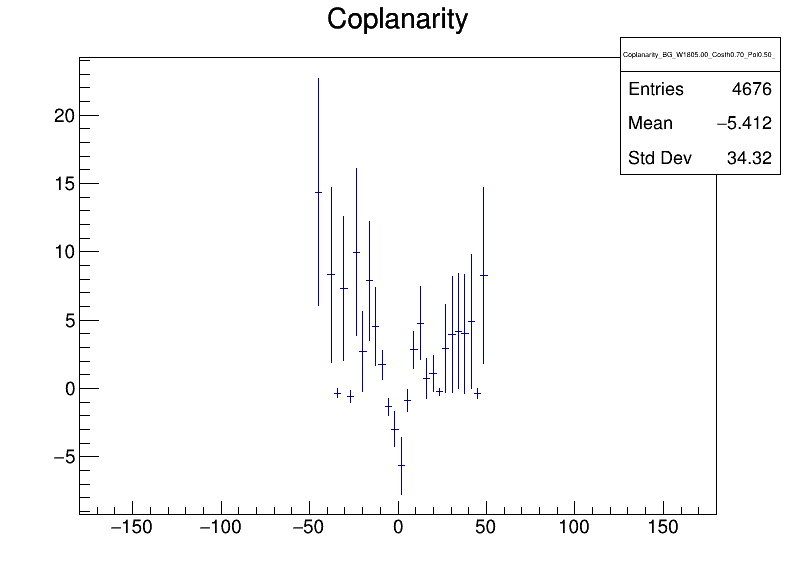 Coplanarity
Coplanarity_BG_W1805.00_Costh0.70_Pol0.50_
Entries 4676
Mean −5.412
Std Dev 34.32
20
15
10
5
0
−5
−150 −100 −50 0 50 100 150